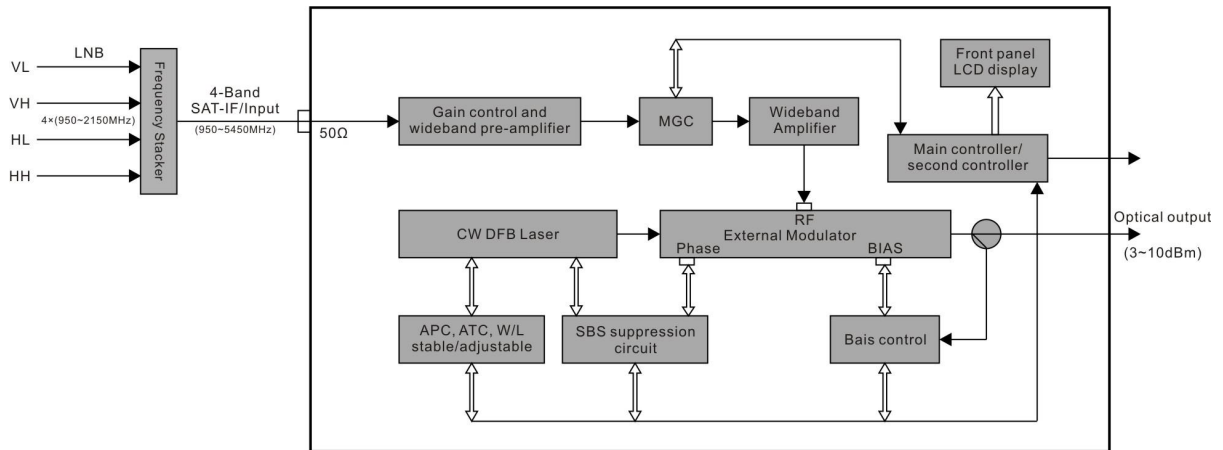 LNB
VL
VH
4×(950~2150MHz)
HL
HH
Frequency Stacker
4-Band
SAT-IF/Input
(950~5450MHz)
50Ω
Gain control and
wideband pre-amplifier
MGC
Wideband
Amplifier
Front panel
LCD display
Main controller/
second controller
CW DFB Laser
RF
External Modulator
Phase
BIAS
Optical output
(3~10dBm)
APC, ATC, W/L
stable/adjustable
SBS suppression
circuit
Bais control